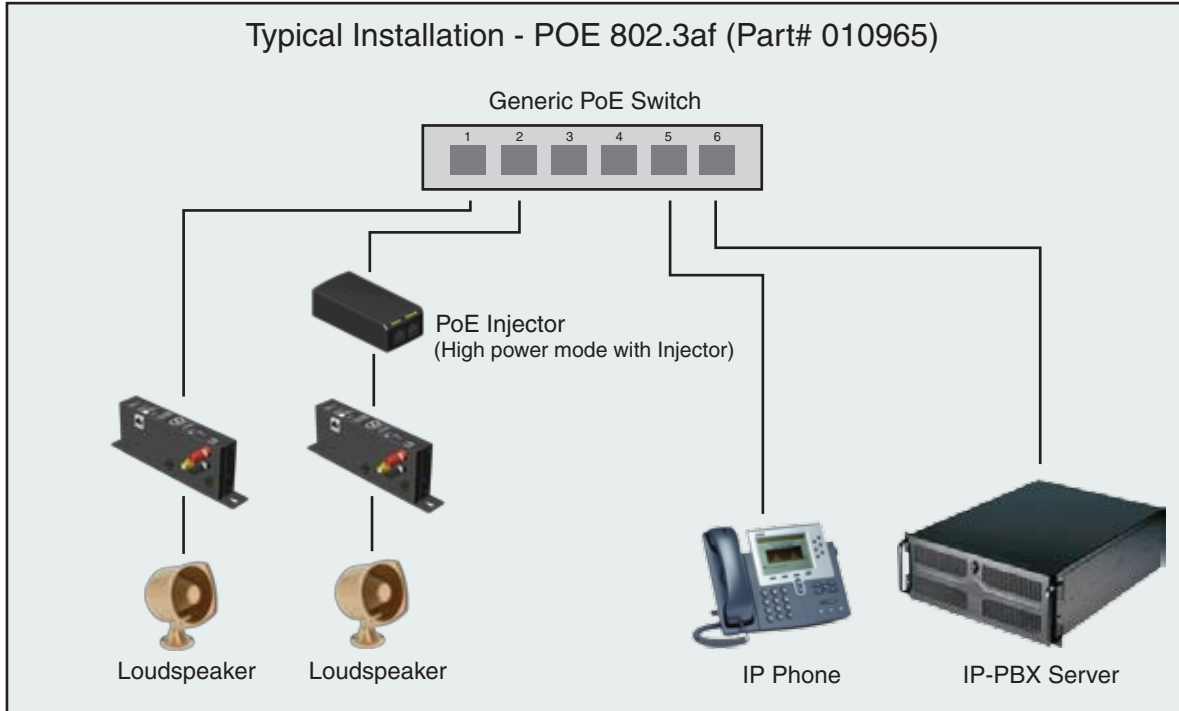 Typical Installation - POE 802.3af (Part# 010965)
Generic PoE Switch
1 2 3 4 5 6
PoE Injector
(High power mode with Injector)
Loudspeaker
Loudspeaker
IP Phone
IP-PBX Server